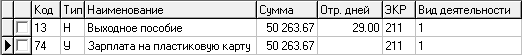 Код Тип Наименование Сумма Отр. дней ЭКР Вид деятельности
13 Н Выходное пособие 50 263.67 29.00 211 1
74 У Зарплата на пластиковую карту 50 263.67 211 1